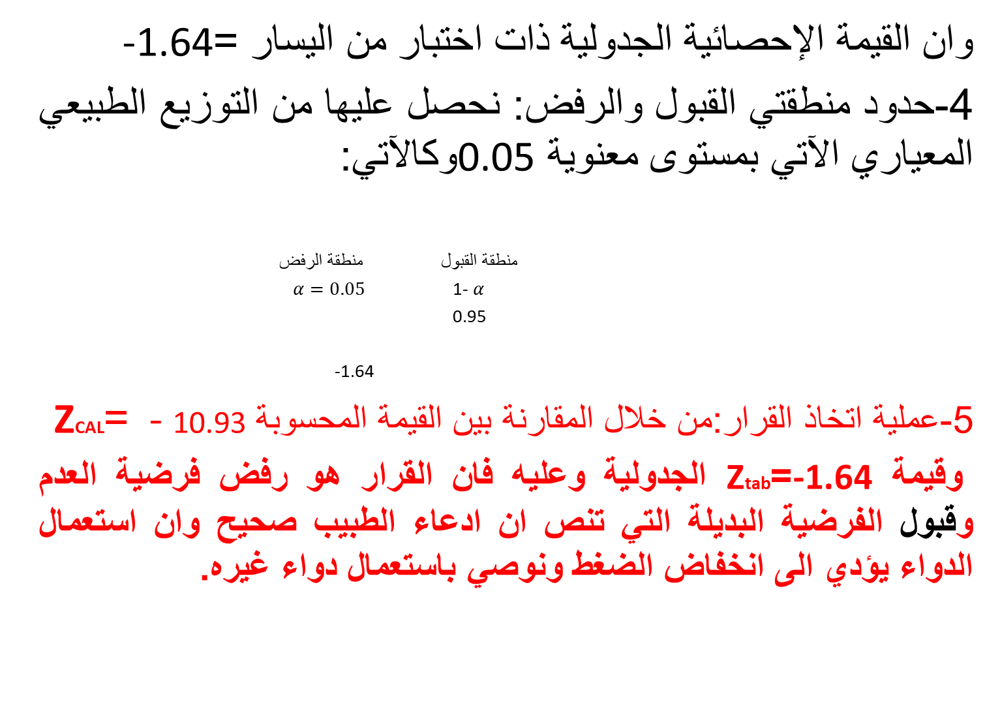 وان القيمة الإحصائية الجدولية ذات اختبار من اليسار =1.64-
4-حدود منطقتي القبول والرفض: نحصل عليها من التوزيع الطبيعي
المعياري الآتي بمستوى معنوية 0.05وكالآتي:
منطقة القبول منطقة الرفض
1- α α = 0.05
0.95
-1.64
5-عملية اتخاذ القرار:من خلال المقارنة بين القيمة المحسوبة 10.93 - =ZCAL
وقيمة Ztab=-1.64 الجدولية وعليه فان القرار هو رفض فرضية العدم
وقبول الفرضية البديلة التي تنص ان ادعاء الطبيب صحيح وان استعمال
الدواء يؤدي الى انخفاض الضغط ونوصي باستعمال دواء غيره.